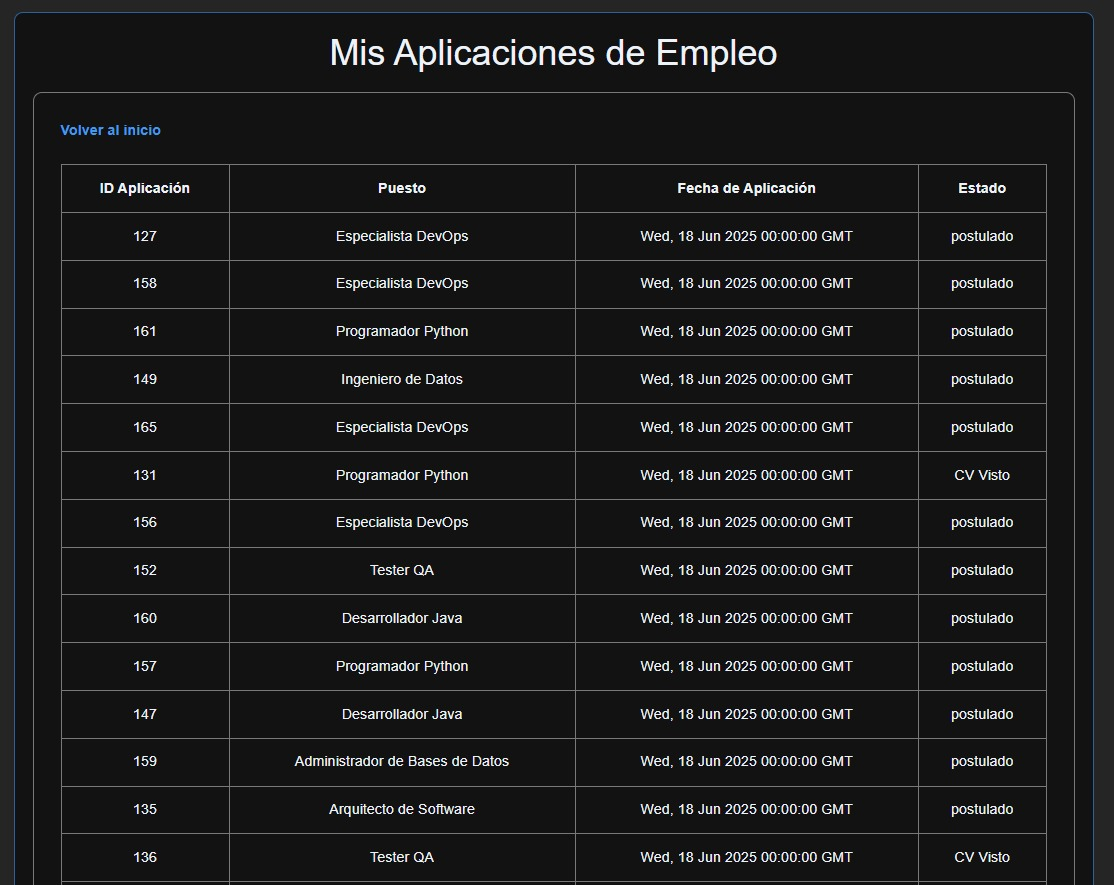 Mis Aplicaciones de Empleo
Volver al inicio
ID Aplicación Puesto Fecha de Aplicación Estado
127 Especialista DevOps Wed, 18 Jun 2025 00:00:00 GMT postulado
158 Especialista DevOps Wed, 18 Jun 2025 00:00:00 GMT postulado
161 Programador Python Wed, 18 Jun 2025 00:00:00 GMT postulado
149 Ingeniero de Datos Wed, 18 Jun 2025 00:00:00 GMT postulado
165 Especialista DevOps Wed, 18 Jun 2025 00:00:00 GMT postulado
131 Programador Python Wed, 18 Jun 2025 00:00:00 GMT CV Visto
156 Especialista DevOps Wed, 18 Jun 2025 00:00:00 GMT postulado
152 Tester QA Wed, 18 Jun 2025 00:00:00 GMT postulado
160 Desarrollador Java Wed, 18 Jun 2025 00:00:00 GMT postulado
157 Programador Python Wed, 18 Jun 2025 00:00:00 GMT postulado
147 Desarrollador Java Wed, 18 Jun 2025 00:00:00 GMT postulado
159 Administrador de Bases de Datos Wed, 18 Jun 2025 00:00:00 GMT postulado
135 Arquitecto de Software Wed, 18 Jun 2025 00:00:00 GMT postulado
136 Tester QA Wed, 18 Jun 2025 00:00:00 GMT CV Visto